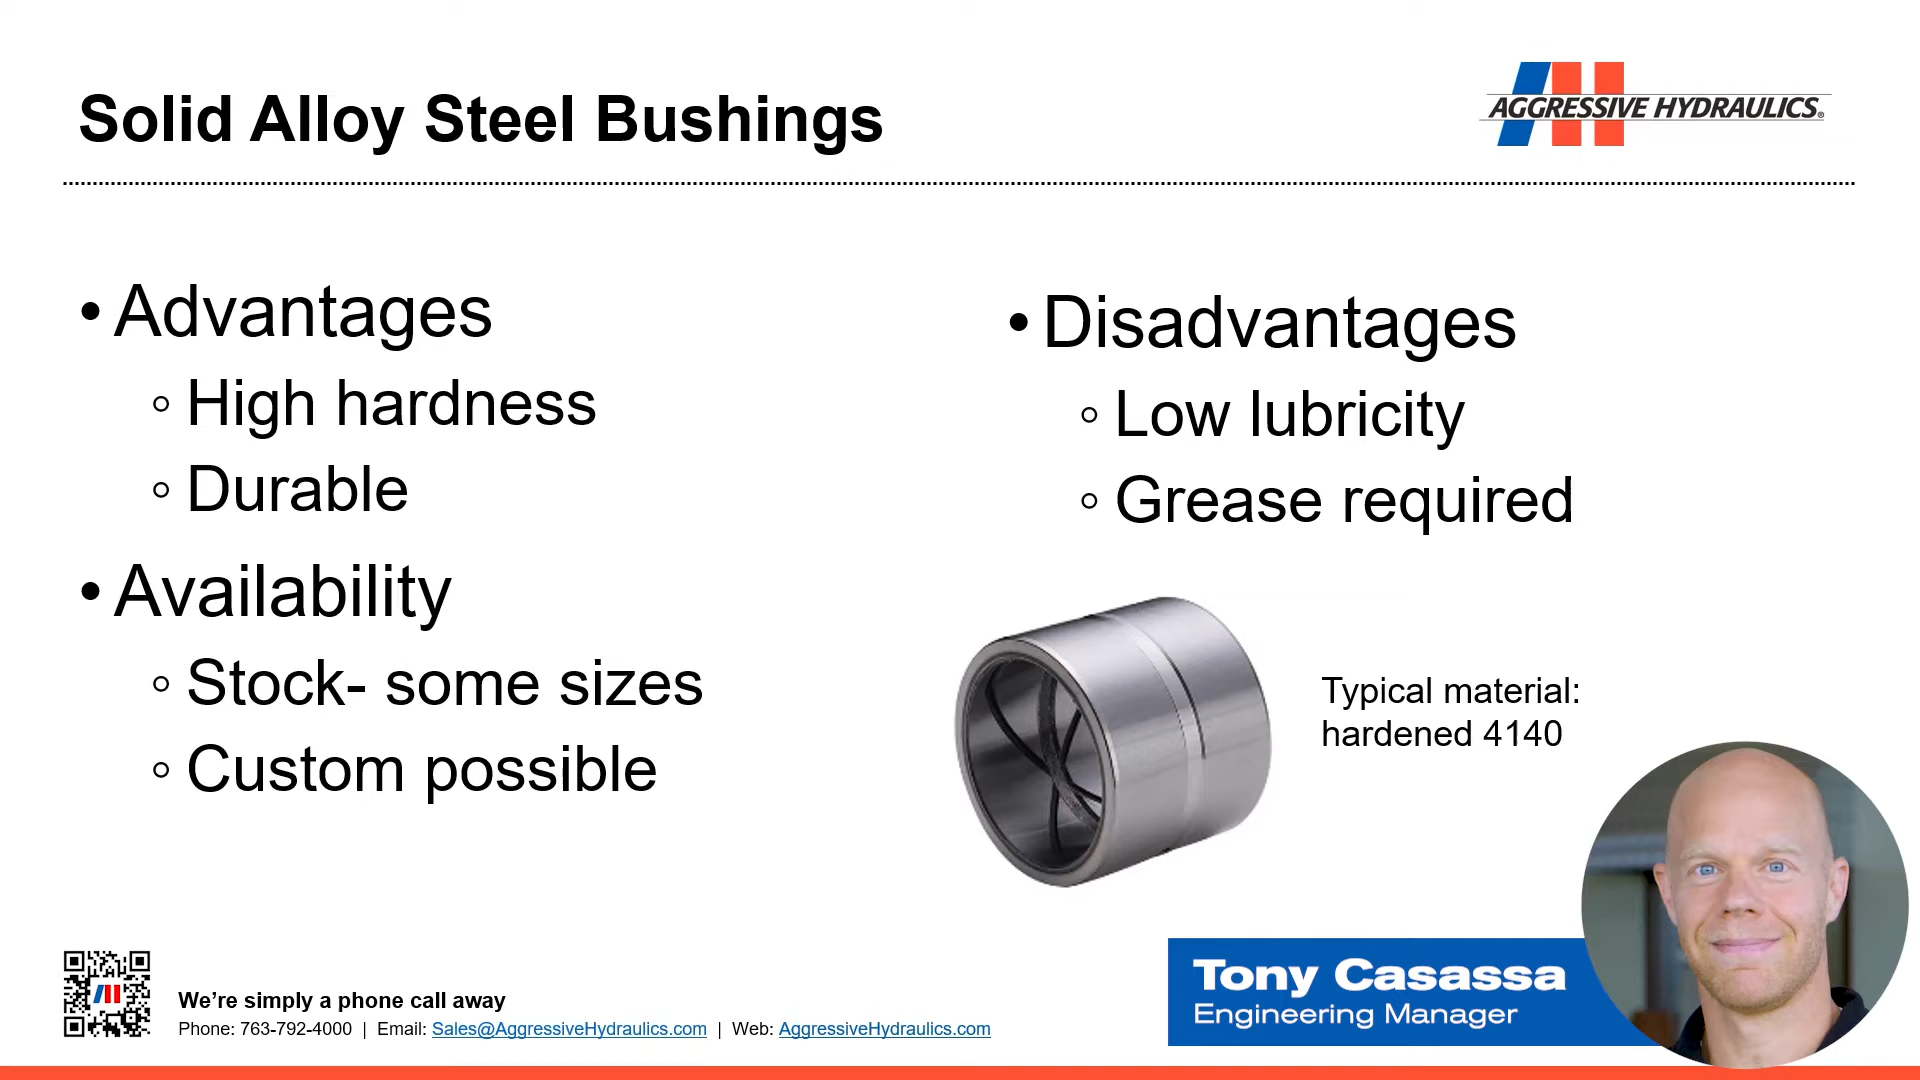 Solid Alloy Steel Bushings
AGGRESSIVE HYDRAULICS®
• Advantages
◦ High hardness
◦ Durable
• Availability
◦ Stock- some sizes
◦ Custom possible
• Disadvantages
◦ Low lubricity
◦ Grease required
Typical material:
hardened 4140
We’re simply a phone call away
Phone: 763-792-4000 | Email: Sales@AggressiveHydraulics.com | Web: AggressiveHydraulics.com
Tony Casassa
Engineering Manager